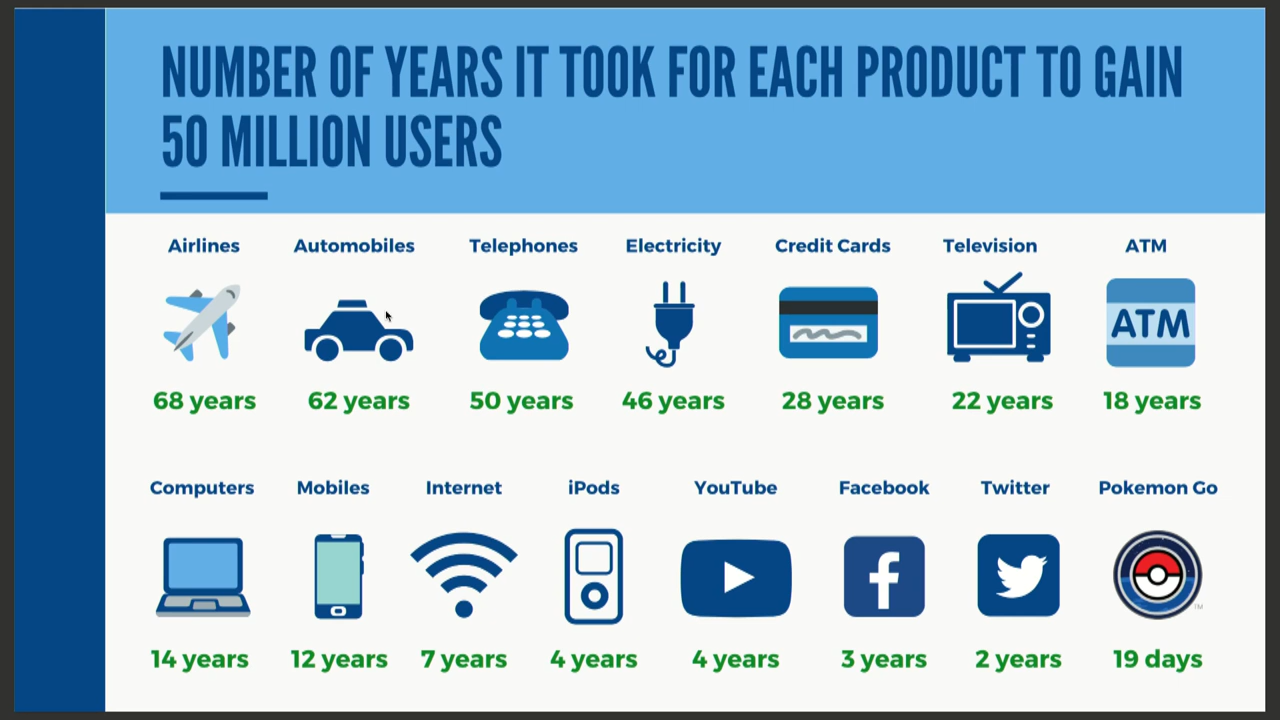 NUMBER OF YEARS IT TOOK FOR EACH PRODUCT TO GAIN
50 MILLION USERS
Airlines Automobiles Telephones Electricity Credit Cards Television ATM
ATM
68 years 62 years 50 years 46 years 28 years 22 years 18 years
Computers Mobiles Internet iPods YouTube Facebook Twitter Pokemon Go
f
TM
14 years 12 years 7 years 4 years 4 years 3 years 2 years 19 days